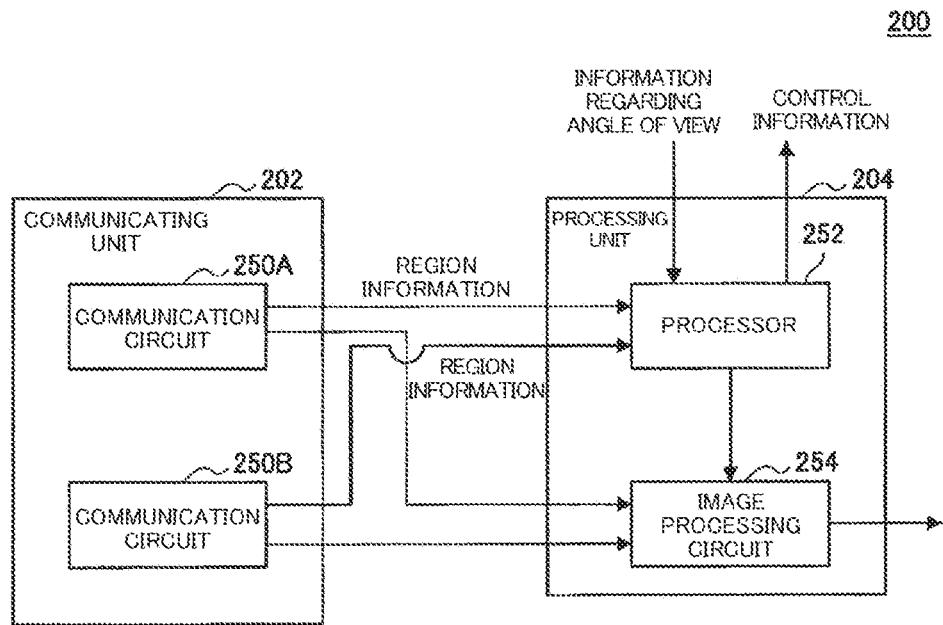 200
INFORMATION
REGARDING
ANGLE OF VIEW
CONTROL
INFORMATION
202
COMMUNICATING
UNIT
204
PROCESSING
UNIT
250A
COMMUNICATION
CIRCUIT
REGION
INFORMATION
252
PROCESSOR
REGION
INFORMATION
250B
COMMUNICATION
CIRCUIT
254
IMAGE
PROCESSING
CIRCUIT